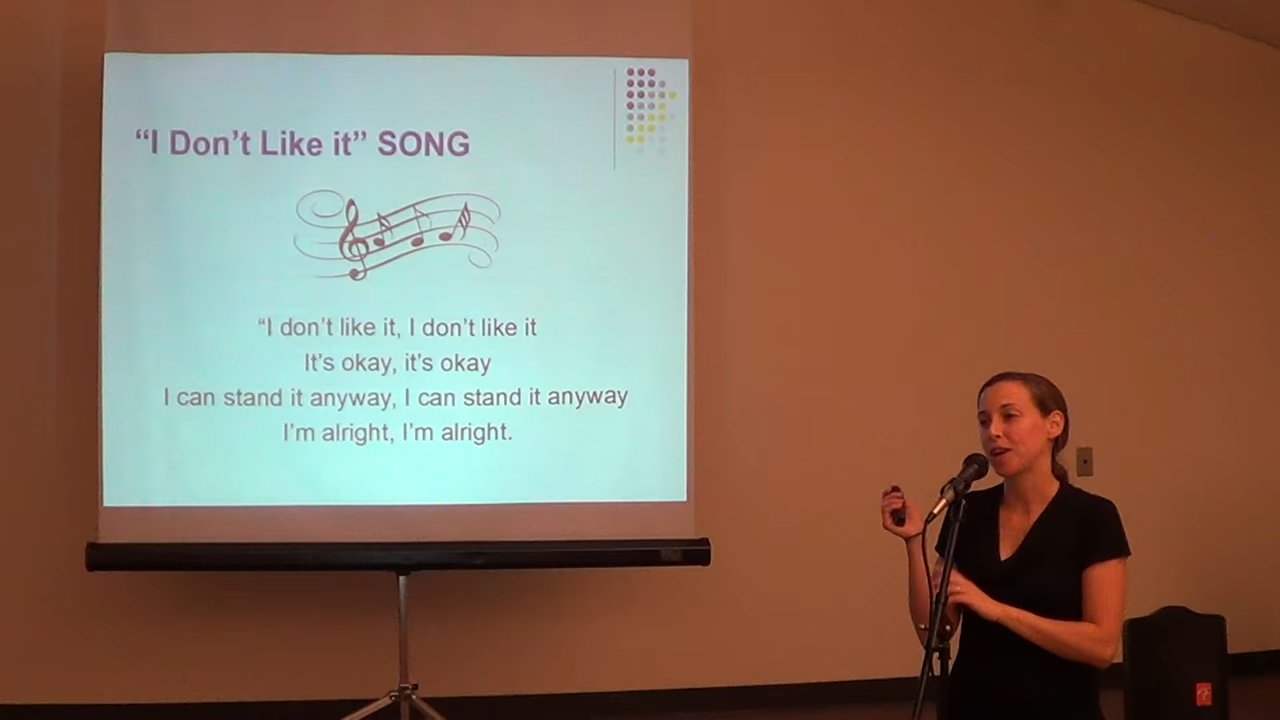 “I Don’t Like it” SONG
“I don’t like it, I don’t like it
It’s okay, it’s okay
I can stand it anyway, I can stand it anyway
I’m alright, I’m alright.